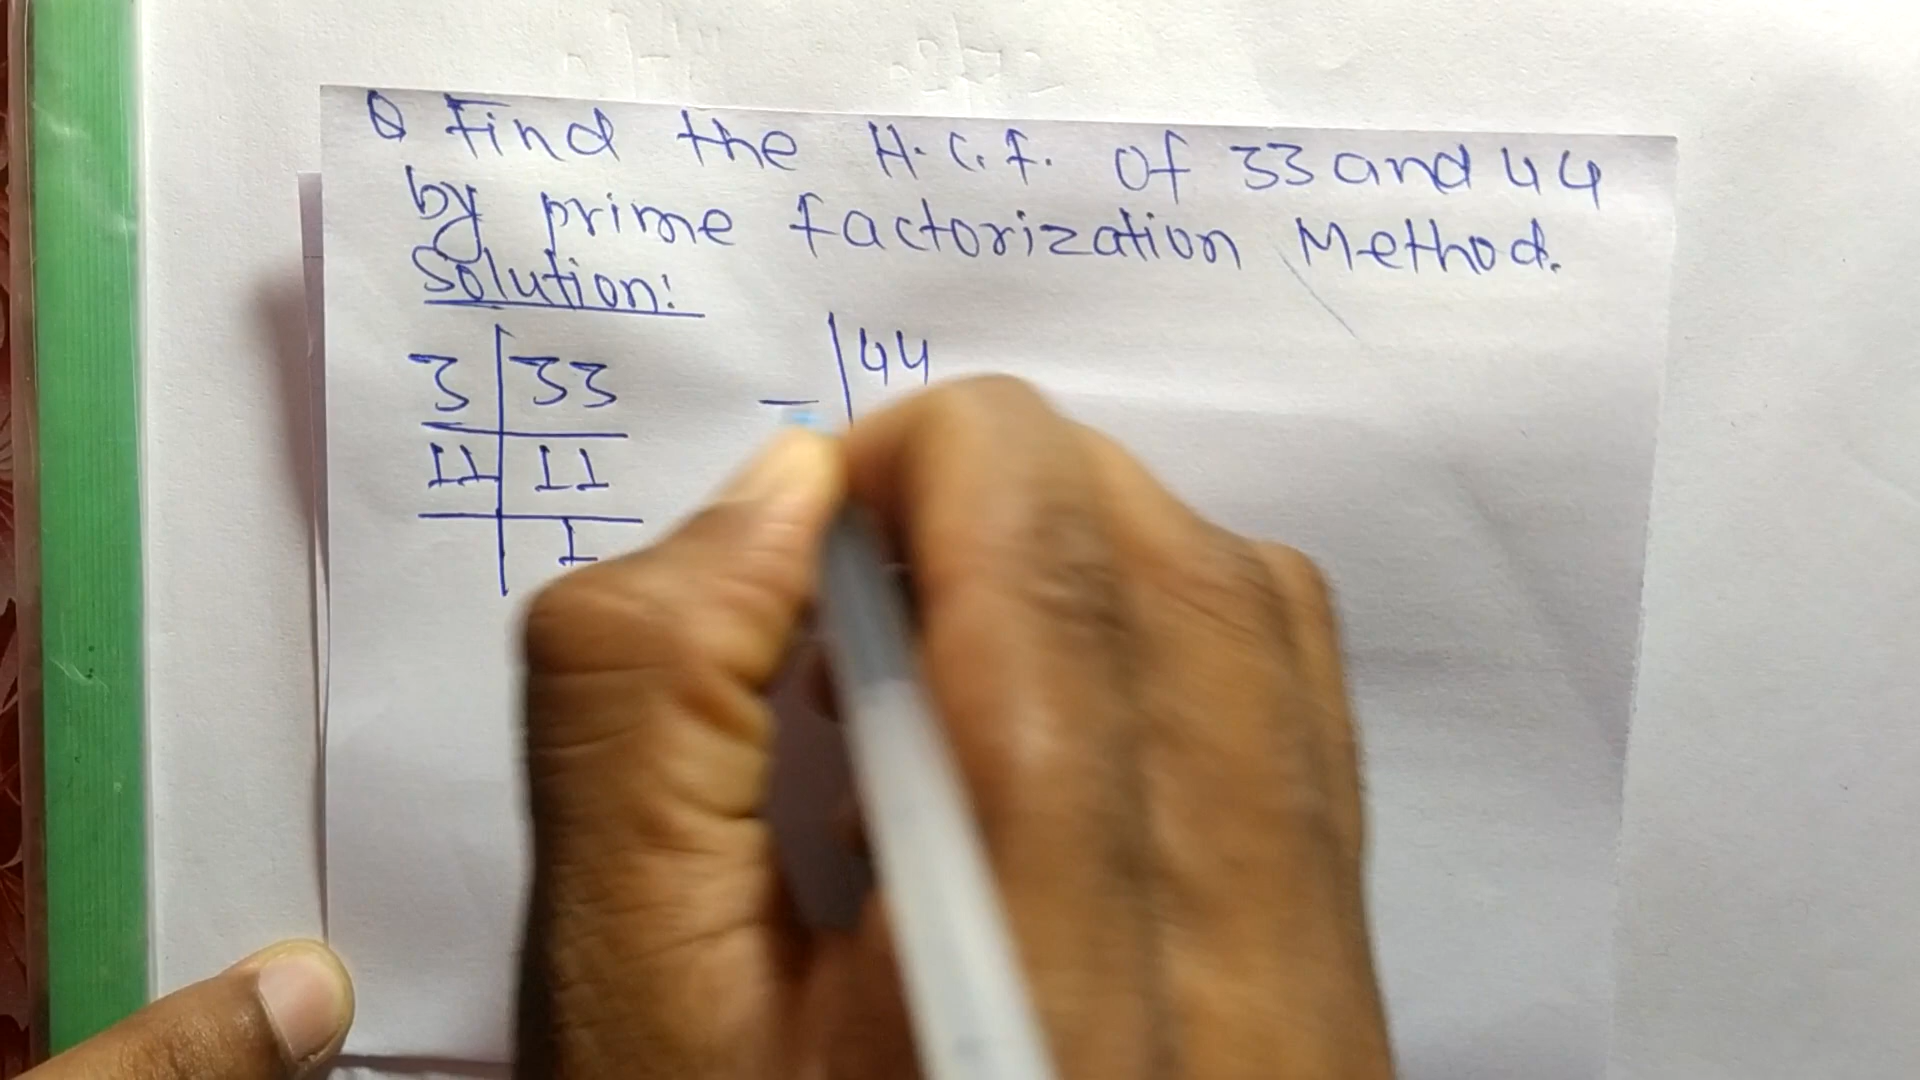 Q Find the H.C.F. of 33 and 44
by prime factorization Method.
Solution:
3 33 44
11 11
1